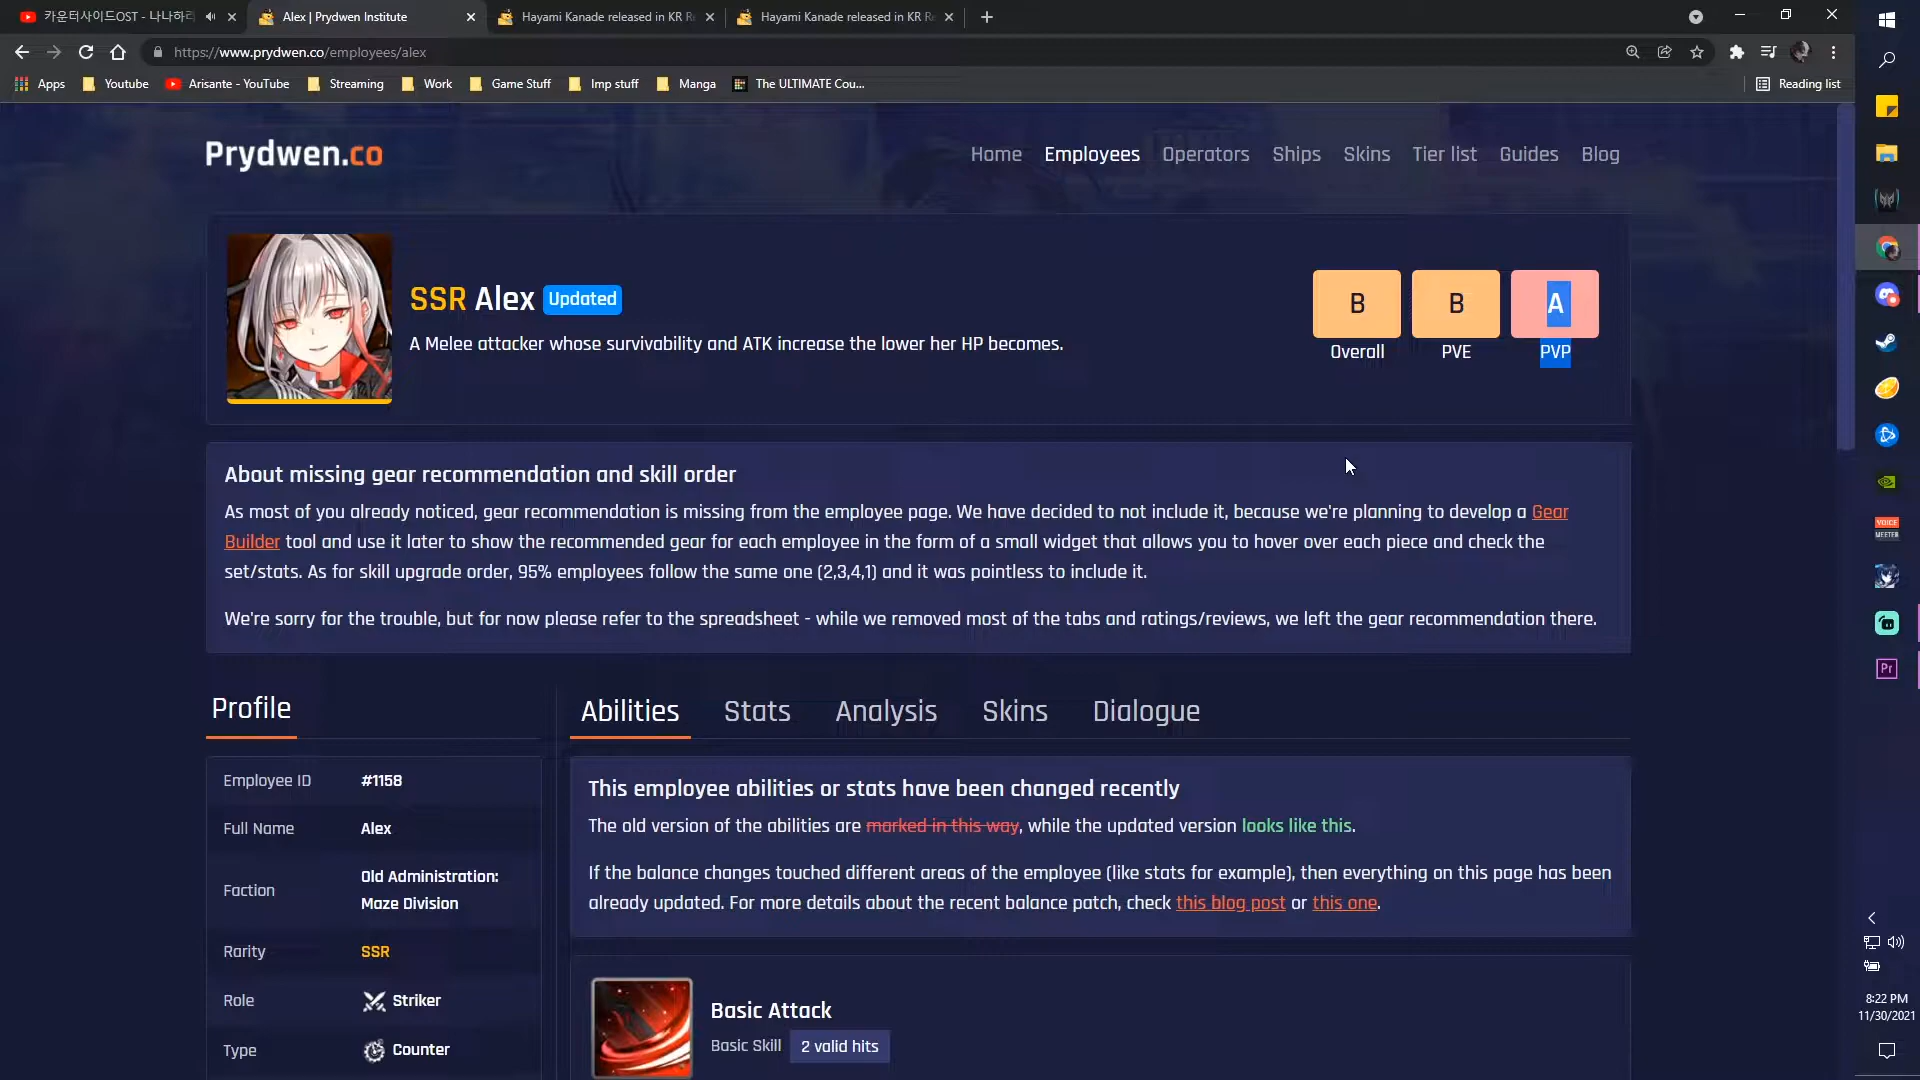 카운터사이드OST - 나나하라
Alex | Prydwen Institute
Hayami Kanade released in KR R
Hayami Kanade released in KR R
https://www.prydwen.co/employees/alex
Apps
Youtube
Arisante - YouTube
Streaming
Work
Game Stuff
Imp stuff
Manga
The ULTIMATE Cou...
Reading list
Prydwen.co
Home
Employees
Operators
Ships
Skins
Tier list
Guides
Blog
SSR Alex Updated
A Melee attacker whose survivability and ATK increase the lower her HP becomes.
B
Overall
B
PVE
A
PVP
About missing gear recommendation and skill order
As most of you already noticed, gear recommendation is missing from the employee page. We have decided to not include it, because we're planning to develop a Gear
Builder tool and use it later to show the recommended gear for each employee in the form of a small widget that allows you to hover over each piece and check the
set/stats. As for skill upgrade order, 95% employees follow the same one (2,3,4,1) and it was pointless to include it.
We're sorry for the trouble, but for now please refer to the spreadsheet - while we removed most of the tabs and ratings/reviews, we left the gear recommendation there.
Profile
Employee ID #1158
Full Name Alex
Faction Old Administration:
Maze Division
Rarity SSR
Role Striker
Type Counter
Abilities
Stats
Analysis
Skins
Dialogue
This employee abilities or stats have been changed recently
The old version of the abilities are marked in this way, while the updated version looks like this.
If the balance changes touched different areas of the employee (like stats for example), then everything on this page has been
already updated. For more details about the recent balance patch, check this blog post or this one.
Basic Attack
Basic Skill 2 valid hits
VOICE
MEETER
Pr
8:22 PM
11/30/2021